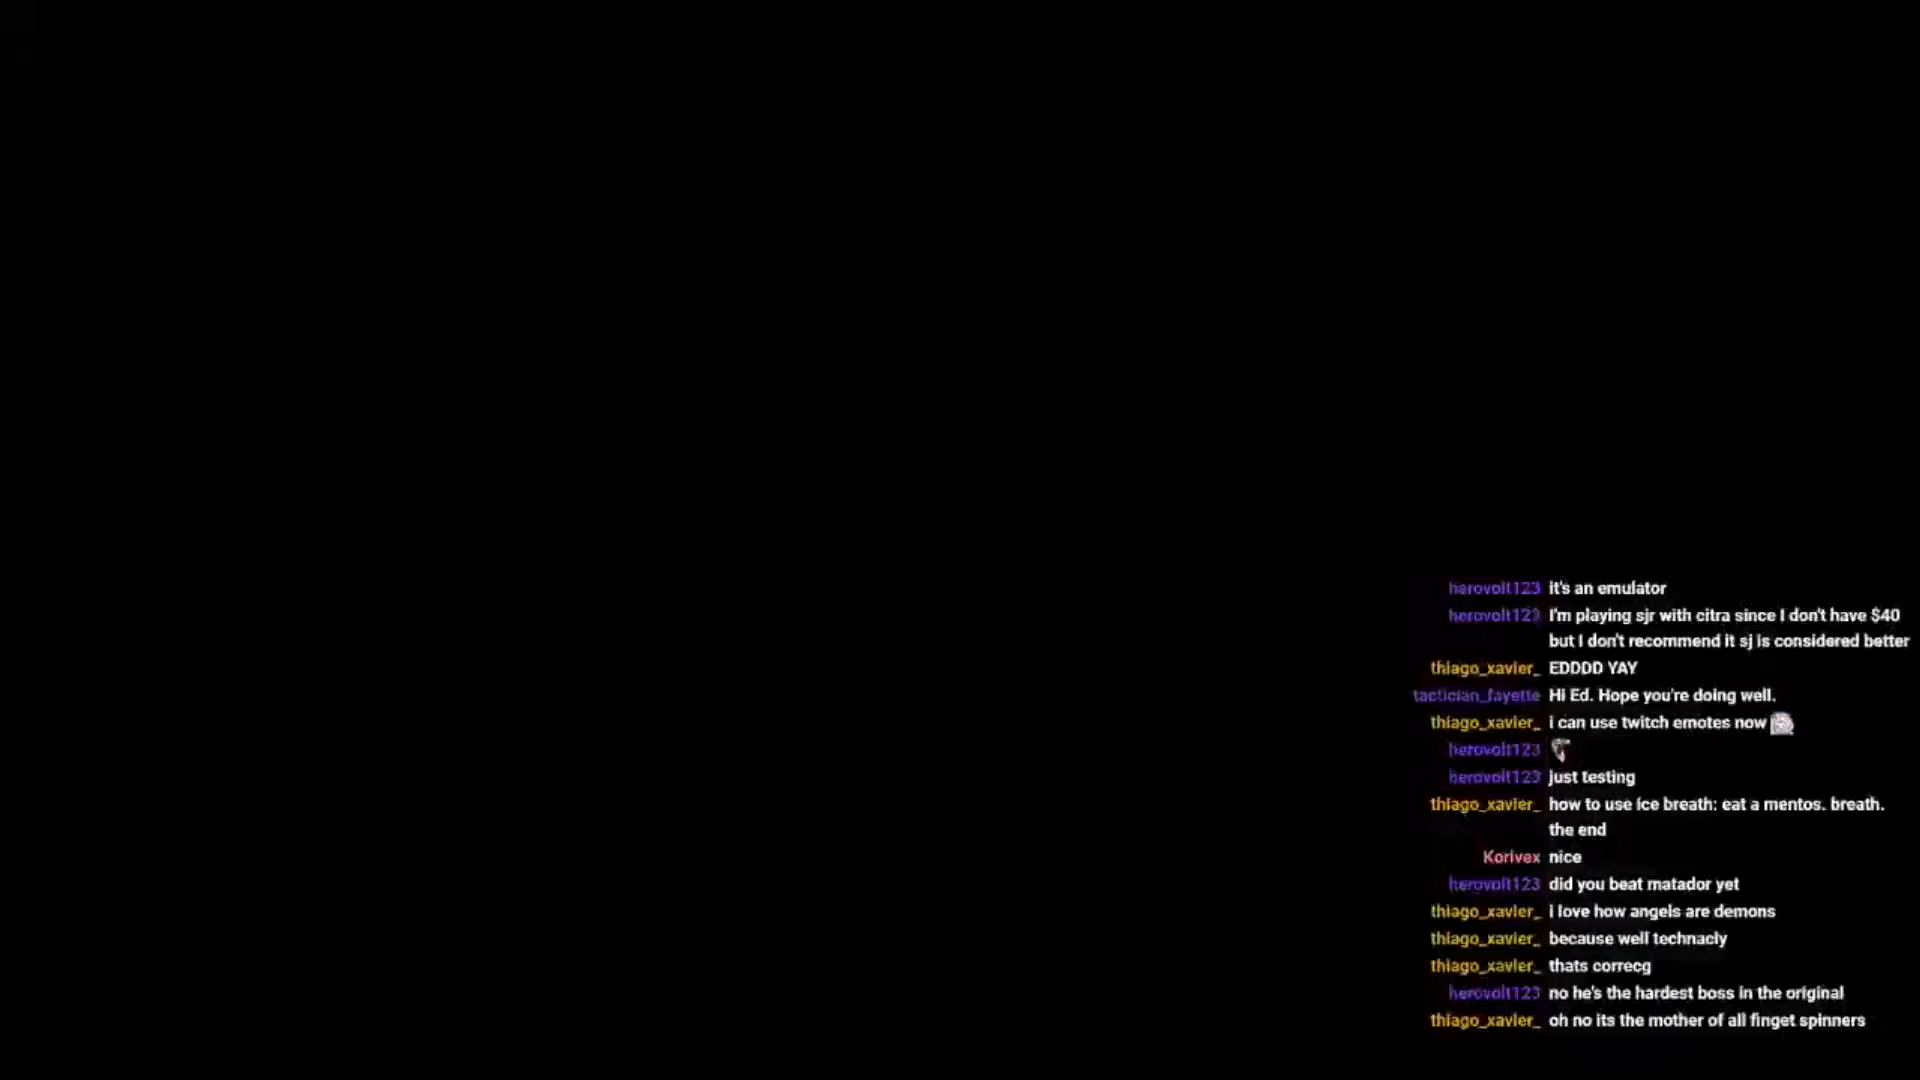 herovolt123 it's an emulator
herovolt123 I'm playing sjr with citra since I don't have $40
but I don't recommend it sj is considered better
thiago_xavier_ EDDDD YAY
tactician_fayette Hi Ed. Hope you're doing well.
thiago_xavier_ i can use twitch emotes now
herovolt123
herovolt123 just testing
thiago_xavier_ how to use ice breath: eat a mentos. breath.
the end
Korivex nice
herovolt123 did you beat matador yet
thiago_xavier_ i love how angels are demons
thiago_xavier_ because well technacly
thiago_xavier_ thats correcg
herovolt123 no he's the hardest boss in the original
thiago_xavier_ oh no its the mother of all finget spinners